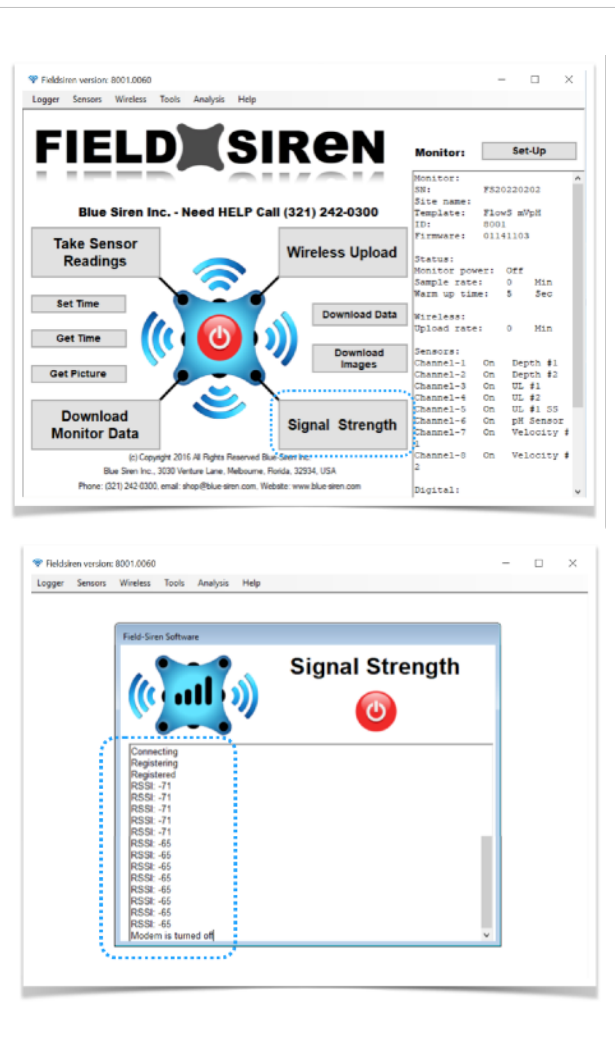 Fieldsiren version: 8001.0060
Logger Sensors Wireless Tools Analysis Help
FIELD SIReN
Monitor: Set-Up
Blue Siren Inc. - Need HELP Call (321) 242-0300
Take Sensor
Readings
Wireless Upload
Set Time
Download Data
Get Time
Download
Images
Get Picture
Download
Monitor Data
Signal Strength
(c) Copyright 2016 All Rights Reserved Blue-Siren Inc.
Blue Siren Inc., 3030 Venture Lane, Melbourne, Florida, 32934, USA
Phone: (321) 242-0300, email: shop@blue-siren.com, Website: www.blue-siren.com
Monitor:
SN: FS20220202
Site name:
Template: FlowS mVpH
ID: 8001
Firmware: 01141103
Status:
Monitor power: Off
Sample rate: 0 Min
Warm up time: 5 Sec
Wireless:
Upload rate: 0 Min
Sensors:
Channel-1 On Depth #1
Channel-2 On Depth #2
Channel-3 On UL #1
Channel-4 On UL #2
Channel-5 On UL #1 SS
Channel-6 On pH Sensor
Channel-7 On Velocity #
1
Channel-8 On Velocity #
2
Digital:
Fieldsiren version: 8001.0060
Logger Sensors Wireless Tools Analysis Help
Field-Siren Software
Signal Strength
Connecting
Registering
Registered
RSSI: -71
RSSI: -71
RSSI: -71
RSSI: -71
RSSI: -71
RSSI: -65
RSSI: -65
RSSI: -65
RSSI: -65
RSSI: -65
RSSI: -65
RSSI: -65
RSSI: -65
Modem is turned off